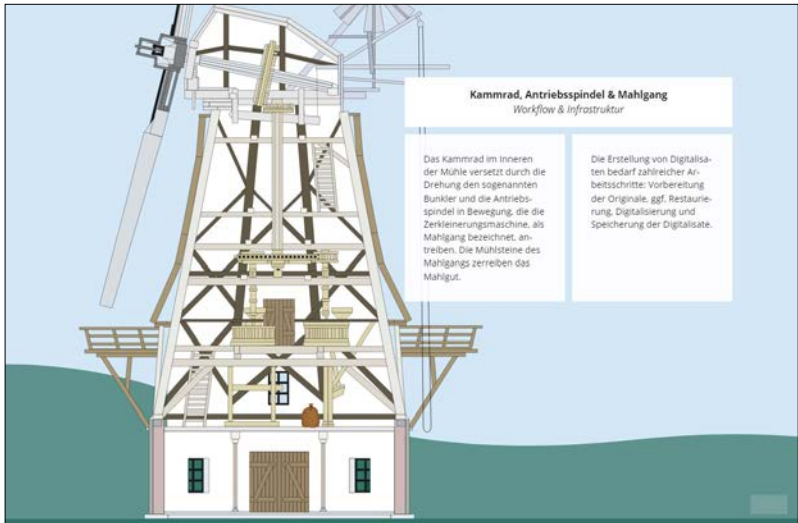 Kammrad, Antriebsspindel & Mahlgang
Workflow & Infrastruktur
Das Kammrad im Inneren
der Mühle versetzt durch die
Drehung den sogenannten
Bunkler und die Antriebs-
spindel in Bewegung, die die
Zerkleinerungsmaschine, als
Mahlgang bezeichnet, an-
treiben. Die Mühlsteine des
Mahlgangs zerreiben das
Mahlgut.
Die Erstellung von Digitalisa-
ten bedarf zahlreicher Ar-
beitsschritte: Vorbereitung
der Originale, ggf. Restaurie-
rung, Digitalisierung und
Speicherung der Digitalisate.